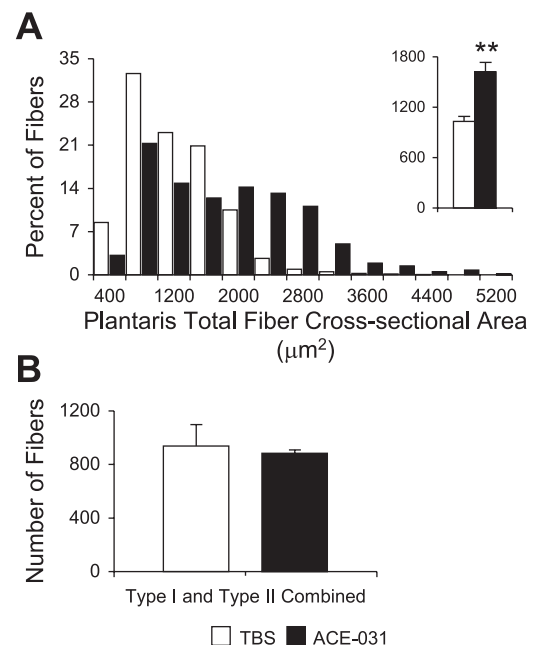 A
Percent of Fibers
35
28
21
14
7
0
400 1200 2000 2800 3600 4400 5200
Plantaris Total Fiber Cross-sectional Area
(μm²)
1800
1200
600
0
**
B
Number of Fibers
1200
800
400
0
Type I and Type II Combined
TBS ACE-031